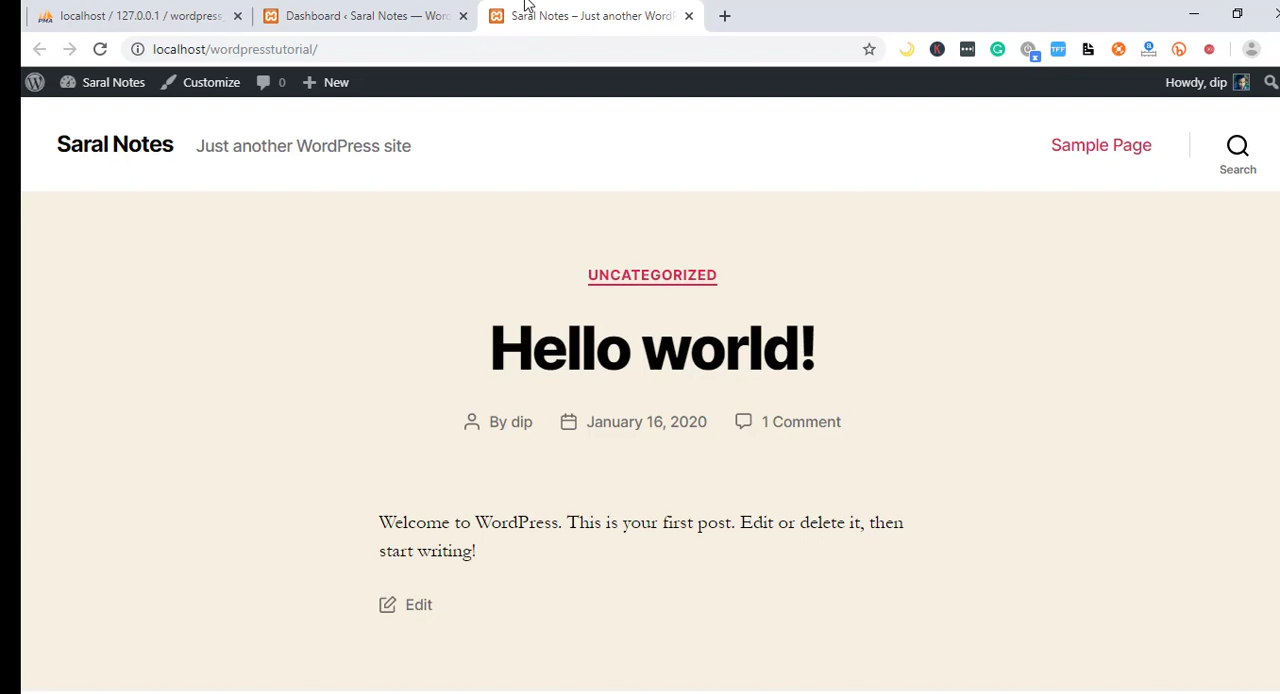 localhost / 127.0.0.1 / wordpress
Dashboard ‹ Saral Notes — Wor
Saral Notes – Just another WordP
localhost/wordpresstutorial/
Saral Notes Customize 0 New Howdy, dip
Saral Notes Just another WordPress site Sample Page
Search
UNCATEGORIZED
Hello world!
By dip January 16, 2020 1 Comment
Welcome to WordPress. This is your first post. Edit or delete it, then
start writing!
Edit